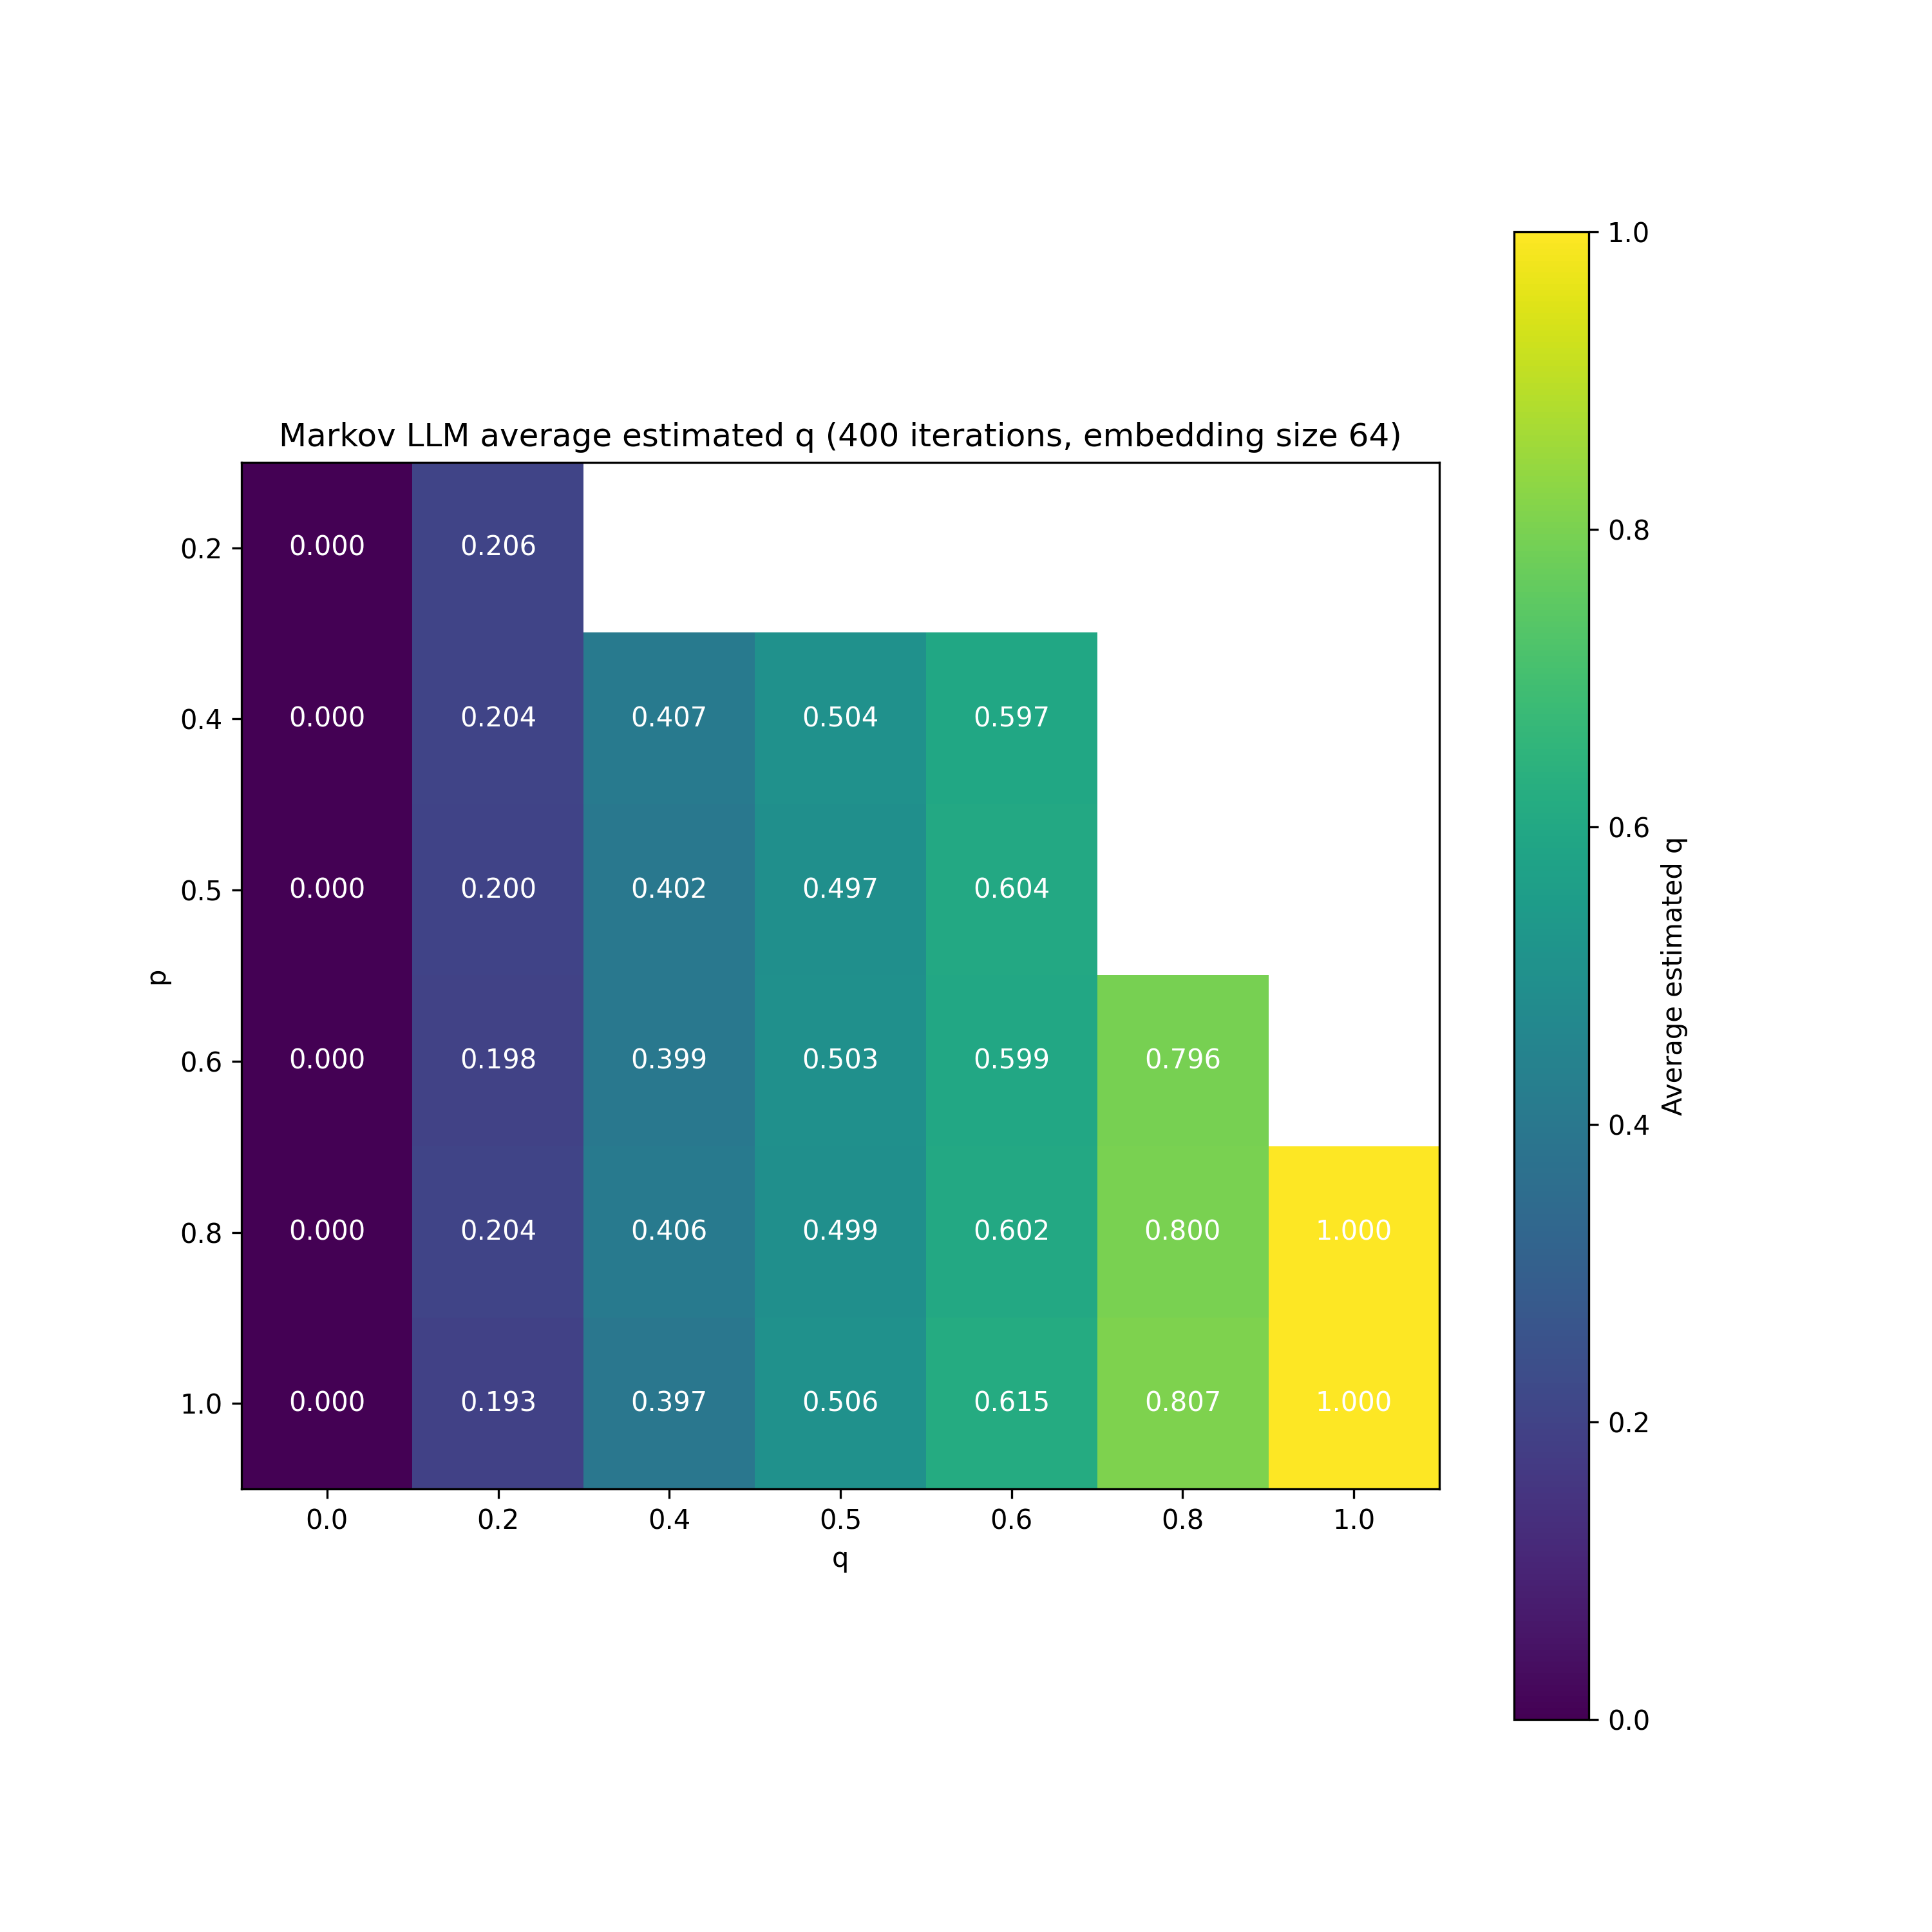 Markov LLM average estimated q (400 iterations, embedding size 64)
1.0
0.8
0.6
0.4
0.2
0.0
Average estimated q
p
0.2 0.000 0.206
0.4 0.000 0.204 0.407 0.504 0.597
0.5 0.000 0.200 0.402 0.497 0.604
0.6 0.000 0.198 0.399 0.503 0.599 0.796
0.8 0.000 0.204 0.406 0.499 0.602 0.800 1.000
1.0 0.000 0.193 0.397 0.506 0.615 0.807 1.000
0.0 0.2 0.4 0.5 0.6 0.8 1.0
q